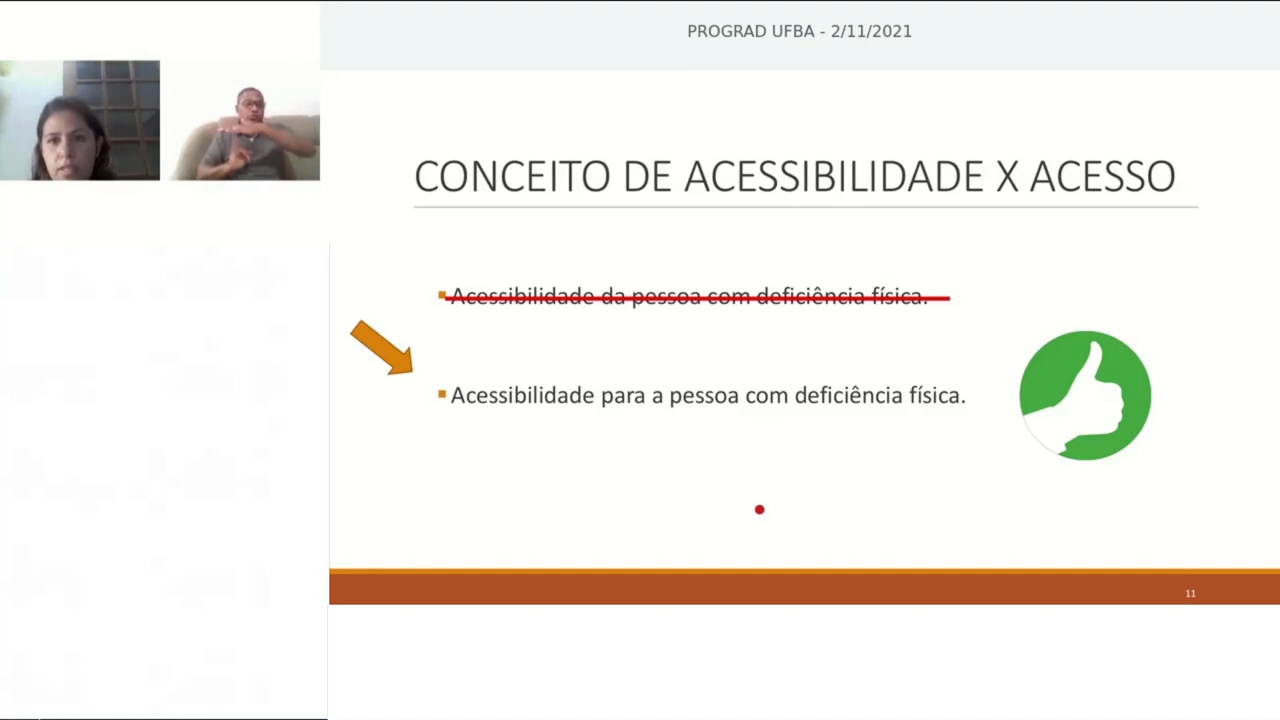 PROGRAD UFBA - 2/11/2021
CONCEITO DE ACESSIBILIDADE X ACESSO
Acessibilidade da pessoa com deficiência física.
Acessibilidade para a pessoa com deficiência física.
11